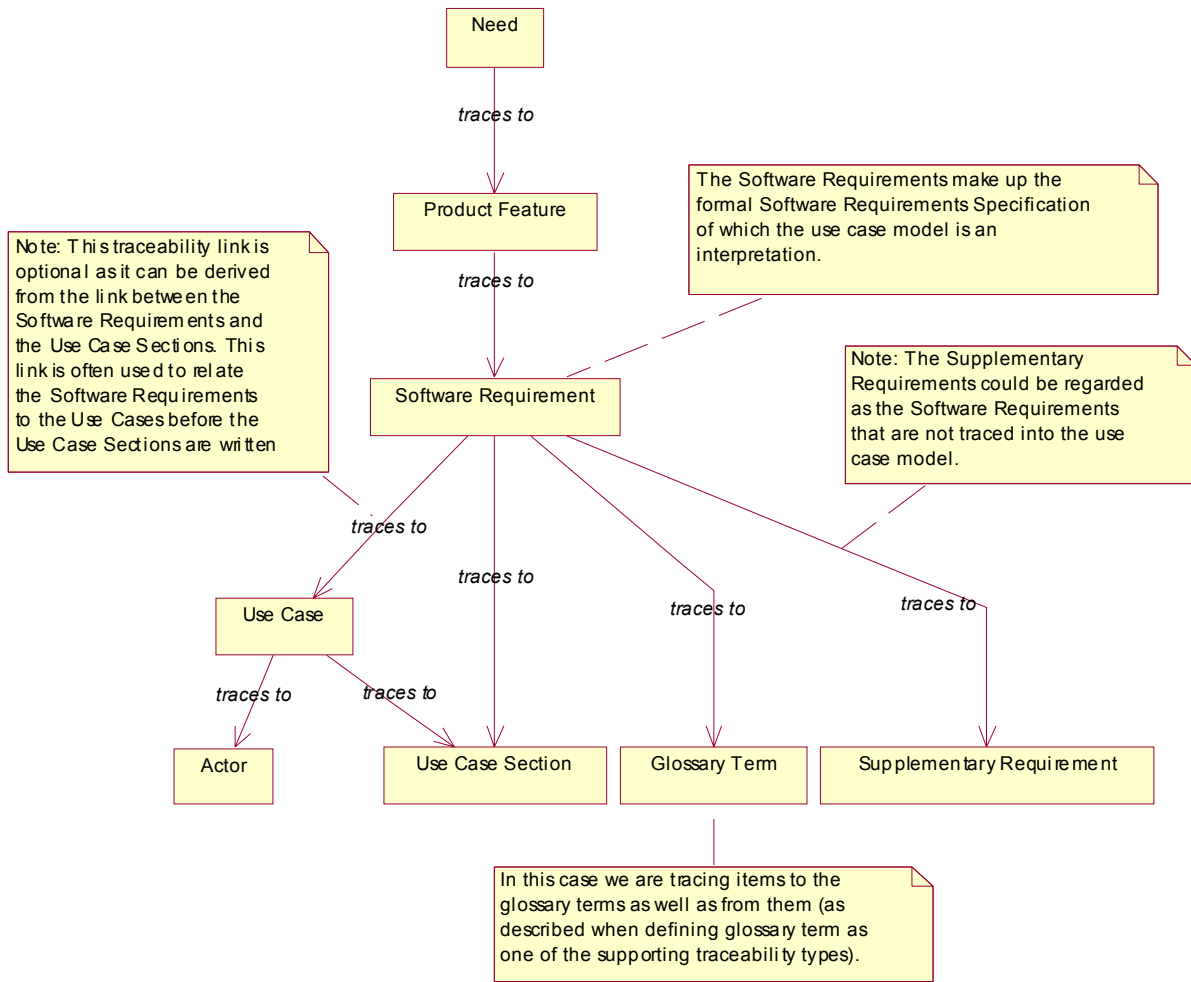 Need
traces to
Product Feature
The Software Requirements make up the
formal Software Requirements Specification
of which the use case model is an
interpretation.
Note: This traceability link is
optional as it can be derived
from the link between the
Software Requirements and
the Use Case Sections. This
link is often used to relate
the Software Requirements
to the Use Cases before the
Use Case Sections are written
traces to
Note: The Supplementary
Requirements could be regarded
as the Software Requirements
that are not traced into the use
case model.
Software Requirement
traces to
traces to
traces to
traces to
Use Case
traces to
traces to
Actor
Use Case Section
Glossary Term
Supplementary Requirement
In this case we are tracing items to the
glossary terms as well as from them (as
described when defining glossary term as
one of the supporting traceability types).